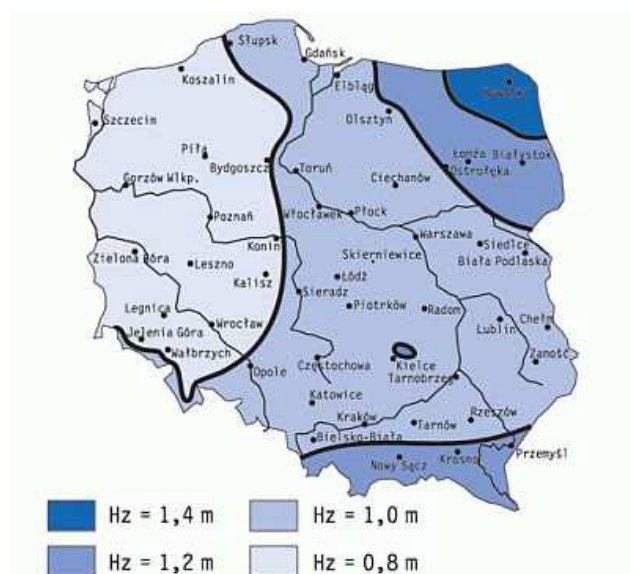 Słupsk
Gdańsk
Koszalin
Elbląg
Suwałki
Olsztyn
Szczecin
Piła
Bydgoszcz
Łomża Białystok
Ostrołęka
Toruń
Gorzów Wlkp.
Ciechanów
Włocławek
Płock
Poznań
Warszawa
Konin
Siedlce
Skierniewice
Biała Podlaska
Zielona Góra
Leszno
Łódź
Kalisz
Sieradz
Piotrków
Radom
Legnica
Chełm
Wrocław
Lublin
Jelenia Góra
Wałbrzych
Zamość
Opole
Częstochowa
Kielce
Tarnobrzeg
Katowice
Rzeszów
Kraków
Tarnów
Bielsko-Biała
Przemyśl
Nowy Sącz
Krosno
Hz = 1,4 m
Hz = 1,0 m
Hz = 1,2 m
Hz = 0,8 m